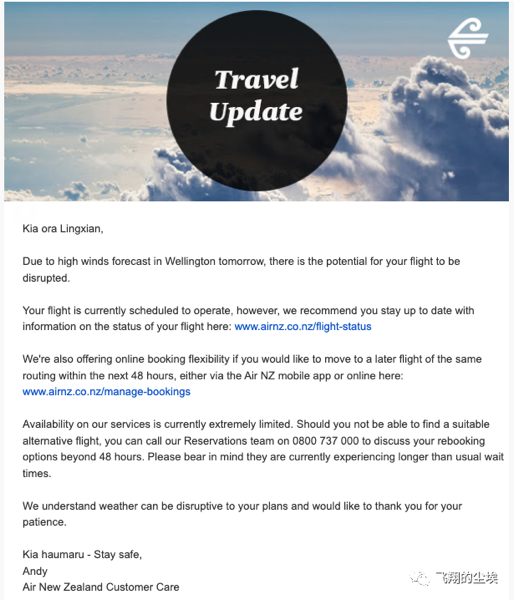 Travel
Update
Kia ora Lingxian,
Due to high winds forecast in Wellington tomorrow, there is the potential for your flight to be
disrupted.
Your flight is currently scheduled to operate, however, we recommend you stay up to date with
information on the status of your flight here: www.airnz.co.nz/flight-status
We're also offering online booking flexibility if you would like to move to a later flight of the same
routing within the next 48 hours, either via the Air NZ mobile app or online here:
www.airnz.co.nz/manage-bookings
Availability on our services is currently extremely limited. Should you not be able to find a suitable
alternative flight, you can call our Reservations team on 0800 737 000 to discuss your rebooking
options beyond 48 hours. Please bear in mind they are currently experiencing longer than usual wait
times.
We understand weather can be disruptive to your plans and would like to thank you for your
patience.
Kia haumaru - Stay safe,
Andy
Air New Zealand Customer Care
飞翔的尘埃